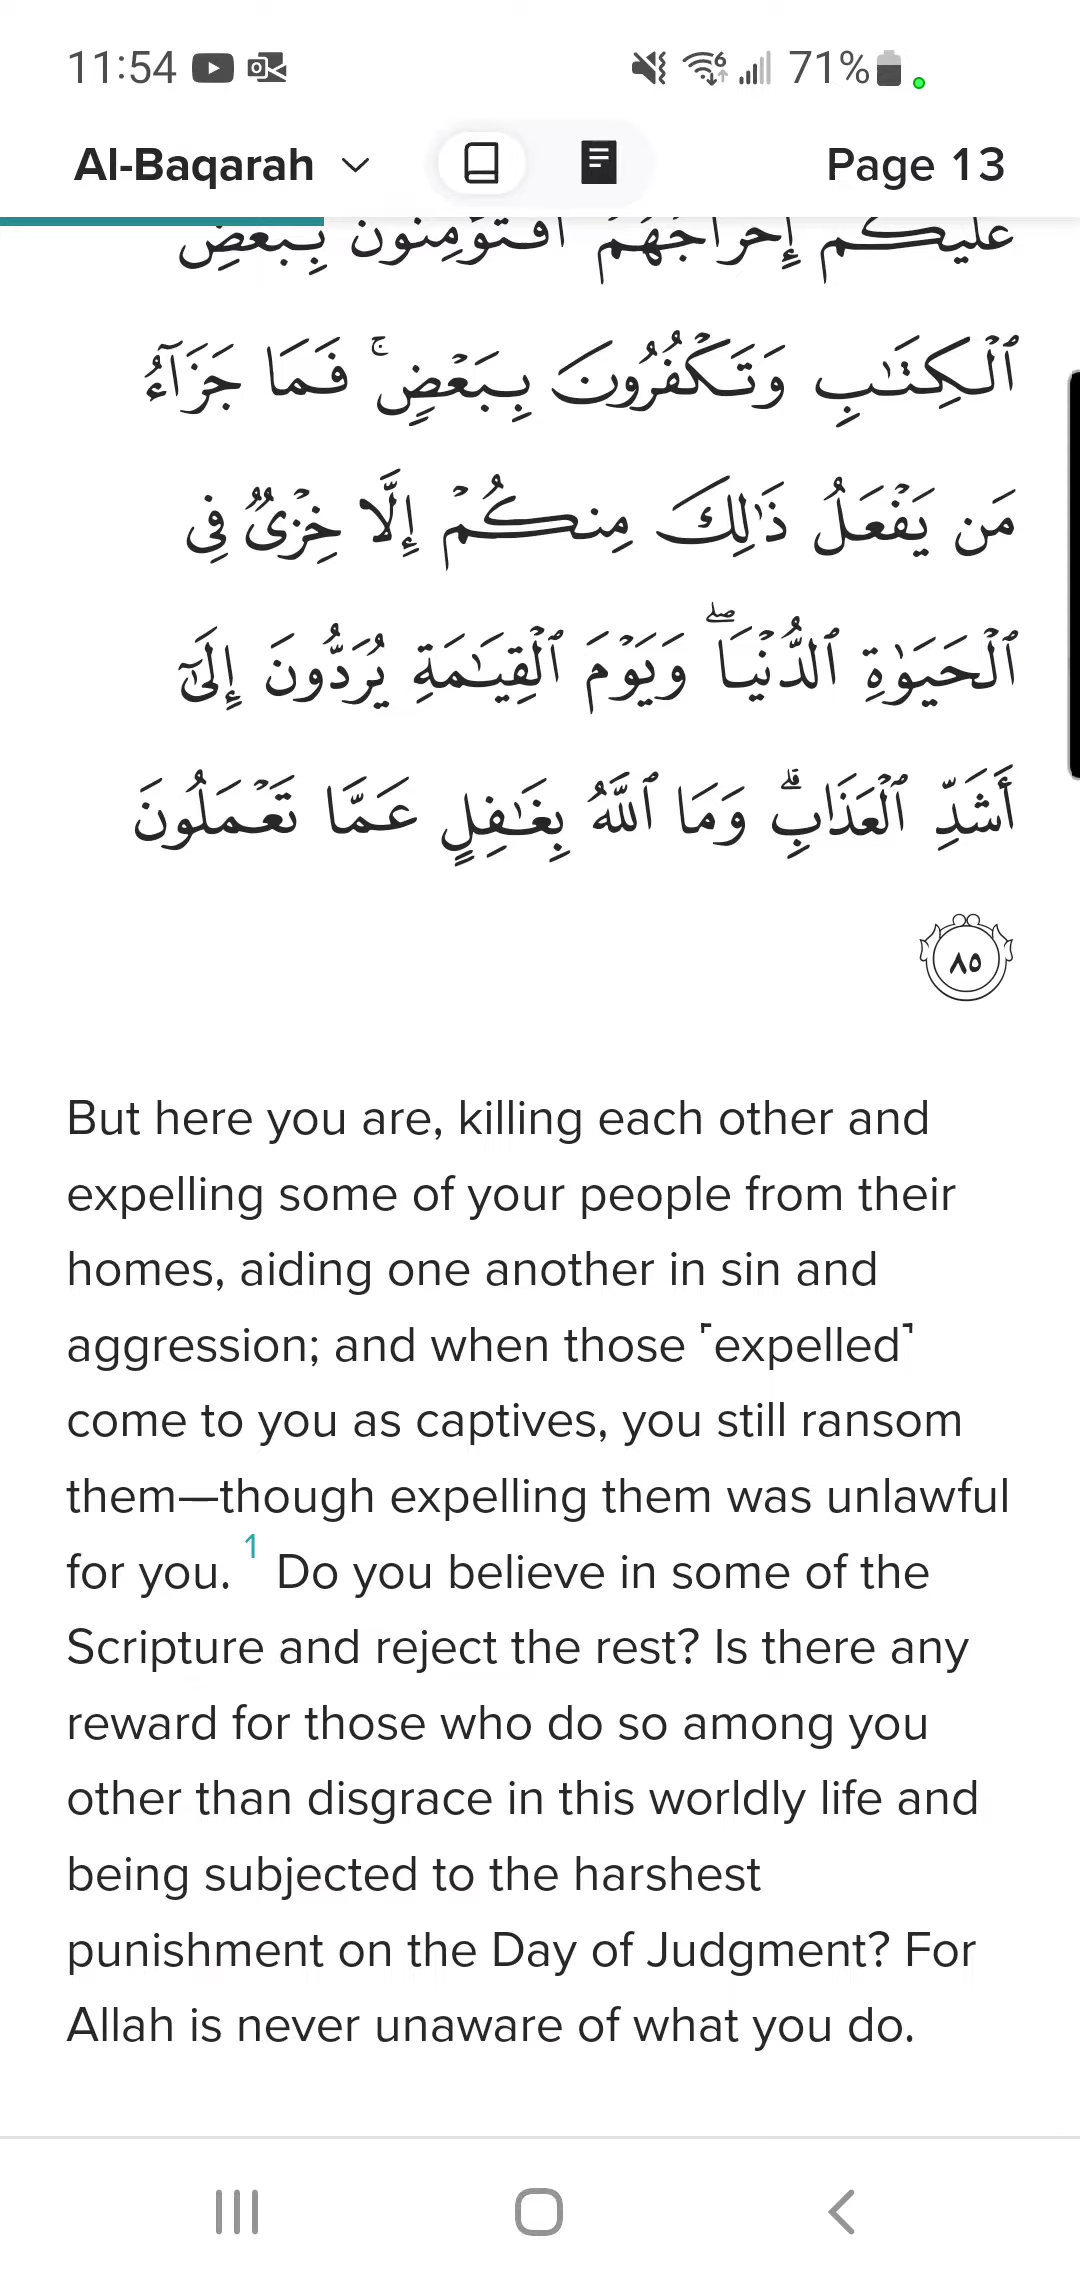 11:54 71%
Al-Baqarah Page 13
عليكم إخراجهم أفتؤمنون ببعض
ٱلْكِتَـٰبِ وَتَكْفُرُونَ بِبَعْضٍۢ ۚ فَمَا جَزَآءُ
مَن يَفْعَلُ ذَٰلِكَ مِنكُمْ إِلَّا خِزْىٌۭ فِى
ٱلْحَيَوٰةِ ٱلدُّنْيَا ۖ وَيَوْمَ ٱلْقِيَـٰمَةِ يُرَدُّونَ إِلَىٰٓ
أَشَدِّ ٱلْعَذَابِ ۗ وَمَا ٱللَّهُ بِغَـٰفِلٍ عَمَّا تَعْمَلُونَ
٨٥
But here you are, killing each other and
expelling some of your people from their
homes, aiding one another in sin and
aggression; and when those ˹expelled˺
come to you as captives, you still ransom
them—though expelling them was unlawful
for you. 1 Do you believe in some of the
Scripture and reject the rest? Is there any
reward for those who do so among you
other than disgrace in this worldly life and
being subjected to the harshest
punishment on the Day of Judgment? For
Allah is never unaware of what you do.